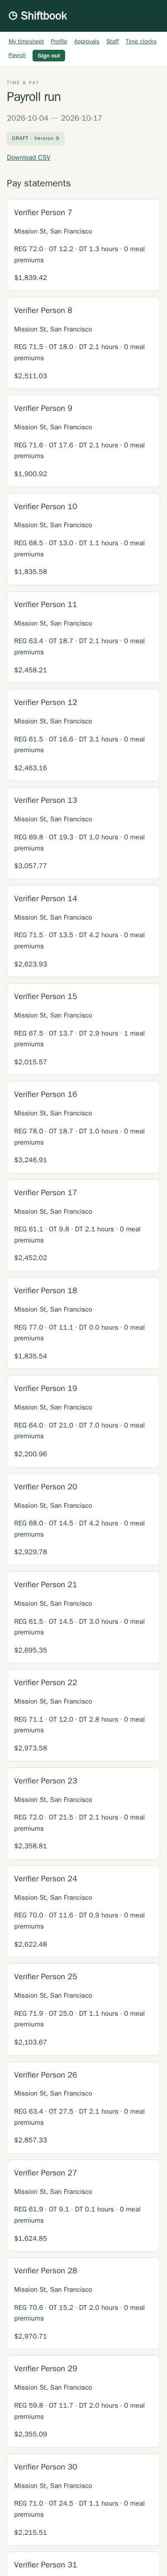 Shiftbook
My timesheet Profile Approvals Staff Time clocks
Payroll Sign out
TIME & PAY
Payroll run
2026-10-04 — 2026-10-17
DRAFT · Version 9
Download CSV
Pay statements
Verifier Person 7
Mission St, San Francisco
REG 72.0 · OT 12.2 · DT 1.3 hours · 0 meal
premiums
$1,839.42
Verifier Person 8
Mission St, San Francisco
REG 71.5 · OT 18.0 · DT 2.1 hours · 0 meal
premiums
$2,511.03
Verifier Person 9
Mission St, San Francisco
REG 71.6 · OT 17.6 · DT 2.1 hours · 0 meal
premiums
$1,900.92
Verifier Person 10
Mission St, San Francisco
REG 68.5 · OT 13.0 · DT 1.1 hours · 0 meal
premiums
$1,835.58
Verifier Person 11
Mission St, San Francisco
REG 63.4 · OT 18.7 · DT 2.1 hours · 0 meal
premiums
$2,458.21
Verifier Person 12
Mission St, San Francisco
REG 61.5 · OT 16.6 · DT 3.1 hours · 0 meal
premiums
$2,463.16
Verifier Person 13
Mission St, San Francisco
REG 69.8 · OT 19.3 · DT 1.0 hours · 0 meal
premiums
$3,057.77
Verifier Person 14
Mission St, San Francisco
REG 71.5 · OT 13.5 · DT 4.2 hours · 0 meal
premiums
$2,623.93
Verifier Person 15
Mission St, San Francisco
REG 67.5 · OT 13.7 · DT 2.9 hours · 1 meal
premiums
$2,015.57
Verifier Person 16
Mission St, San Francisco
REG 78.0 · OT 18.7 · DT 1.0 hours · 0 meal
premiums
$3,246.91
Verifier Person 17
Mission St, San Francisco
REG 61.1 · OT 9.8 · DT 2.1 hours · 0 meal
premiums
$2,452.02
Verifier Person 18
Mission St, San Francisco
REG 77.0 · OT 11.1 · DT 0.0 hours · 0 meal
premiums
$1,835.54
Verifier Person 19
Mission St, San Francisco
REG 64.0 · OT 21.0 · DT 7.0 hours · 0 meal
premiums
$2,200.96
Verifier Person 20
Mission St, San Francisco
REG 68.0 · OT 14.5 · DT 4.2 hours · 0 meal
premiums
$2,929.78
Verifier Person 21
Mission St, San Francisco
REG 61.5 · OT 14.5 · DT 3.0 hours · 0 meal
premiums
$2,695.35
Verifier Person 22
Mission St, San Francisco
REG 71.1 · OT 12.0 · DT 2.8 hours · 0 meal
premiums
$2,973.58
Verifier Person 23
Mission St, San Francisco
REG 72.0 · OT 21.5 · DT 2.1 hours · 0 meal
premiums
$2,358.81
Verifier Person 24
Mission St, San Francisco
REG 70.0 · OT 11.6 · DT 0.9 hours · 0 meal
premiums
$2,622.48
Verifier Person 25
Mission St, San Francisco
REG 71.9 · OT 25.0 · DT 1.1 hours · 0 meal
premiums
$2,103.67
Verifier Person 26
Mission St, San Francisco
REG 63.4 · OT 27.5 · DT 2.1 hours · 0 meal
premiums
$2,857.33
Verifier Person 27
Mission St, San Francisco
REG 61.9 · OT 9.1 · DT 0.1 hours · 0 meal
premiums
$1,624.85
Verifier Person 28
Mission St, San Francisco
REG 70.6 · OT 15.2 · DT 2.0 hours · 0 meal
premiums
$2,970.71
Verifier Person 29
Mission St, San Francisco
REG 59.8 · OT 11.7 · DT 2.0 hours · 0 meal
premiums
$2,355.09
Verifier Person 30
Mission St, San Francisco
REG 71.0 · OT 24.5 · DT 1.1 hours · 0 meal
premiums
$2,215.51
Verifier Person 31